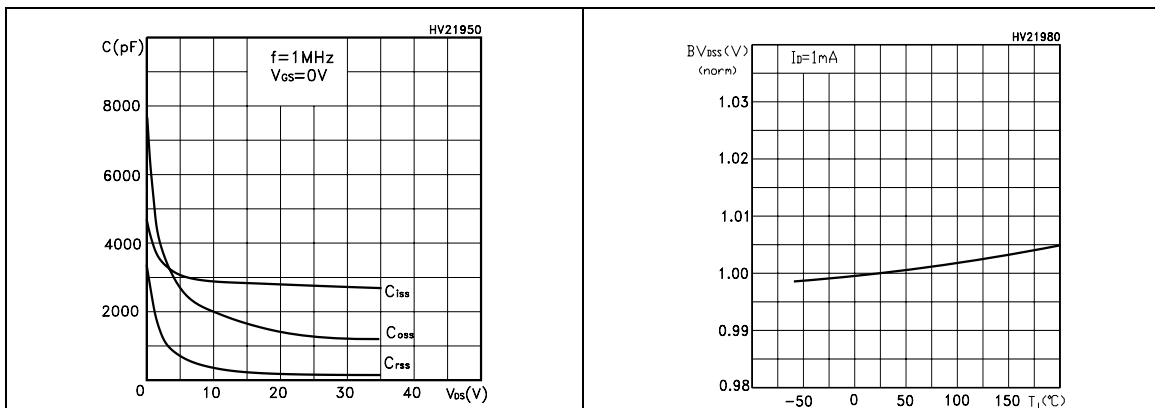 HV21950
C(pF)
f=1MHz
VGS=0V
8000
6000
4000
2000
Ciss
Coss
Crss
0 10 20 30 40 VDS(V)
HV21980
BVDSS(V)
(norm)
ID=1mA
1.03
1.02
1.01
1.00
0.99
0.98
-50 0 50 100 150 TJ(°C)